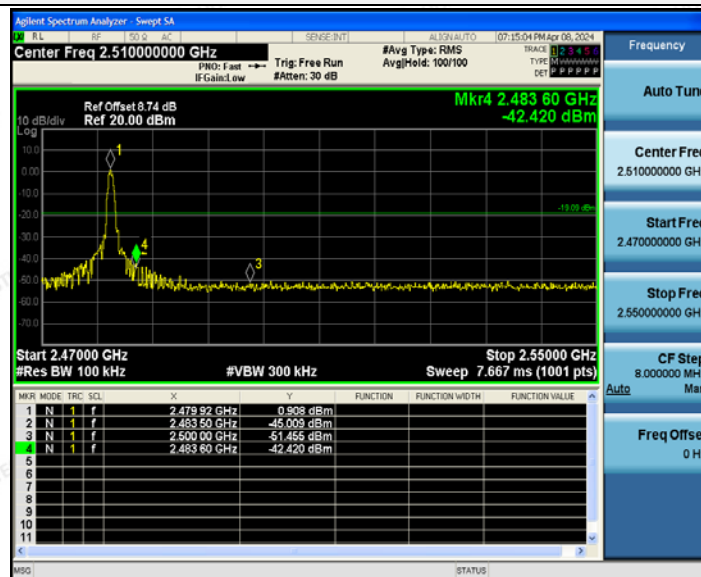 Agilent Spectrum Analyzer - Swept SA
RL RF 50 Ω AC SENSE:INT ALIGN AUTO 07:15:04 PM Apr 08, 2024
Center Freq 2.510000000 GHz
PNO: Fast
IFGain:Low
Trig: Free Run
#Atten: 30 dB
#Avg Type: RMS
Avg|Hold: 100/100
TRACE 1 2 3 4 5 6
TYPE M
DET P P P P P P
Mkr4 2.483 60 GHz
-42.420 dBm
Ref Offset 8.74 dB
10 dB/div Ref 20.00 dBm
Log
10.0
0.00
-10.0
-20.0
-30.0
-40.0
-50.0
-60.0
-70.0
1
4
3
-19.09 dBm
Start 2.47000 GHz Stop 2.55000 GHz
#Res BW 100 kHz #VBW 300 kHz Sweep 7.667 ms (1001 pts)
MKR MODE TRC SCL X Y FUNCTION FUNCTION WIDTH FUNCTION VALUE
1 N 1 f 2.479 92 GHz 0.908 dBm
2 N 1 f 2.483 50 GHz -45.009 dBm
3 N 1 f 2.500 00 GHz -51.455 dBm
4 N 1 f 2.483 60 GHz -42.420 dBm
5
6
7
8
9
10
11
MSG STATUS
Frequency
Auto Tun
Center Fre
2.510000000 GH
Start Fre
2.470000000 GH
Stop Fre
2.550000000 GH
CF Step
8.000000 MH
Auto Ma
Freq Offse
0 H